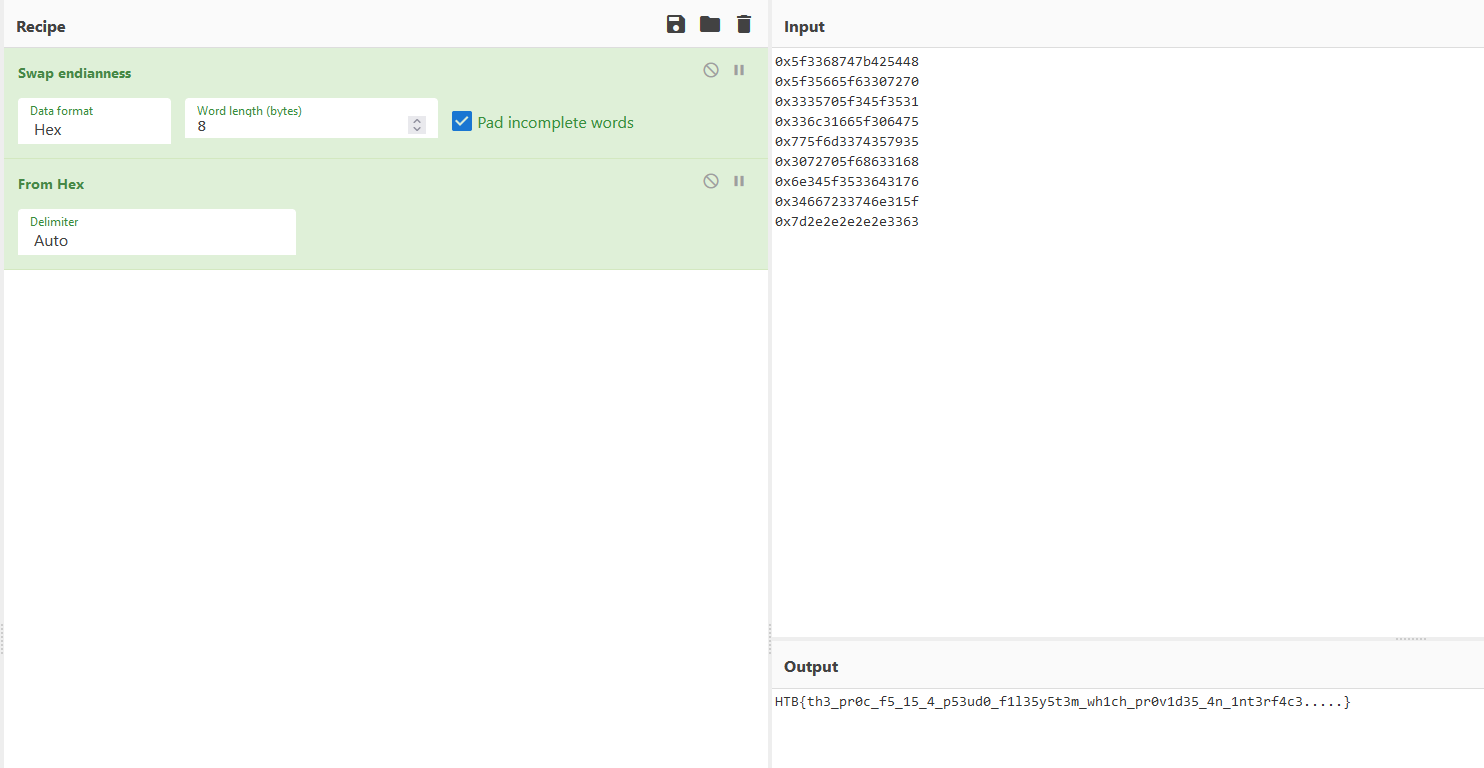 Recipe
Swap endianness
Data format
Hex
Word length (bytes)
8
Pad incomplete words
From Hex
Delimiter
Auto
Input
0x5f3368747b425448
0x5f35665f63307270
0x3335705f345f3531
0x336c31665f306475
0x775f6d3374357935
0x3072705f68633168
0x6e345f3533643176
0x34667233746e315f
0x7d2e2e2e2e2e3363
Output
HTB{th3_pr0c_f5_15_4_p53ud0_f1l35y5t3m_wh1ch_pr0v1d35_4n_1nt3rf4c3.....}